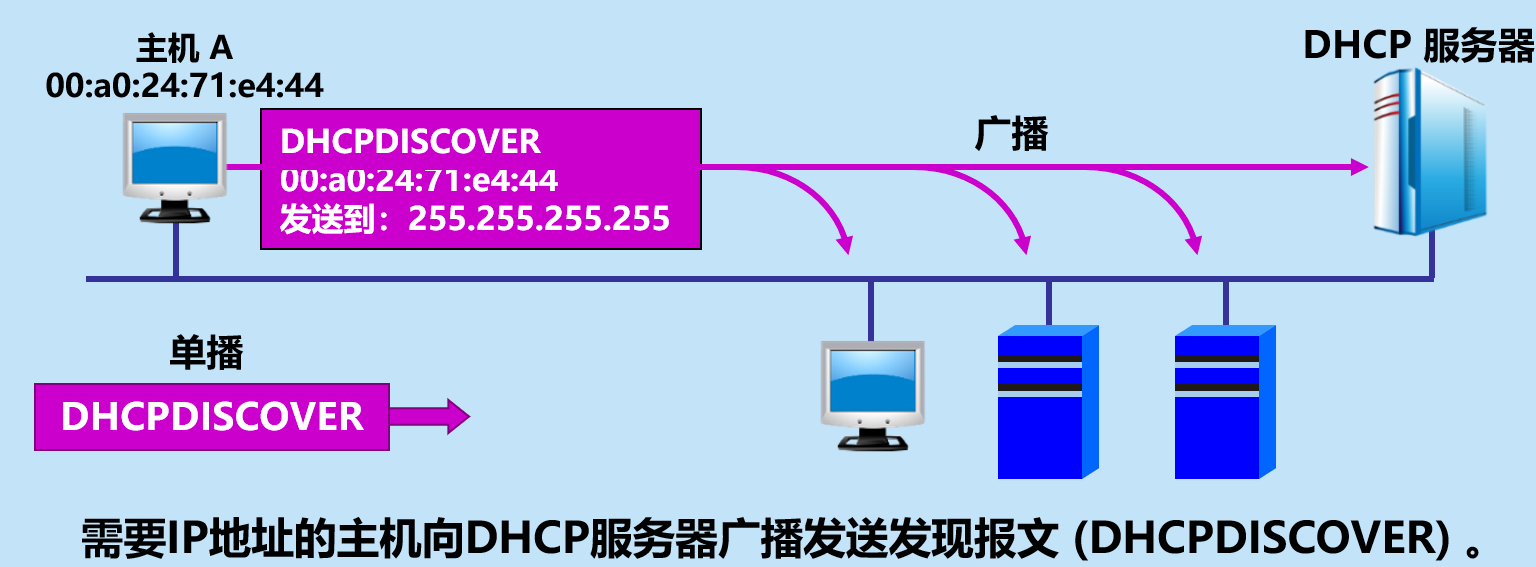 主机 A
00:a0:24:71:e4:44
DHCP 服务器
DHCPDISCOVER
00:a0:24:71:e4:44
发送到：255.255.255.255
广播
单播
DHCPDISCOVER
需要IP地址的主机向DHCP服务器广播发送发现报文 (DHCPDISCOVER) 。